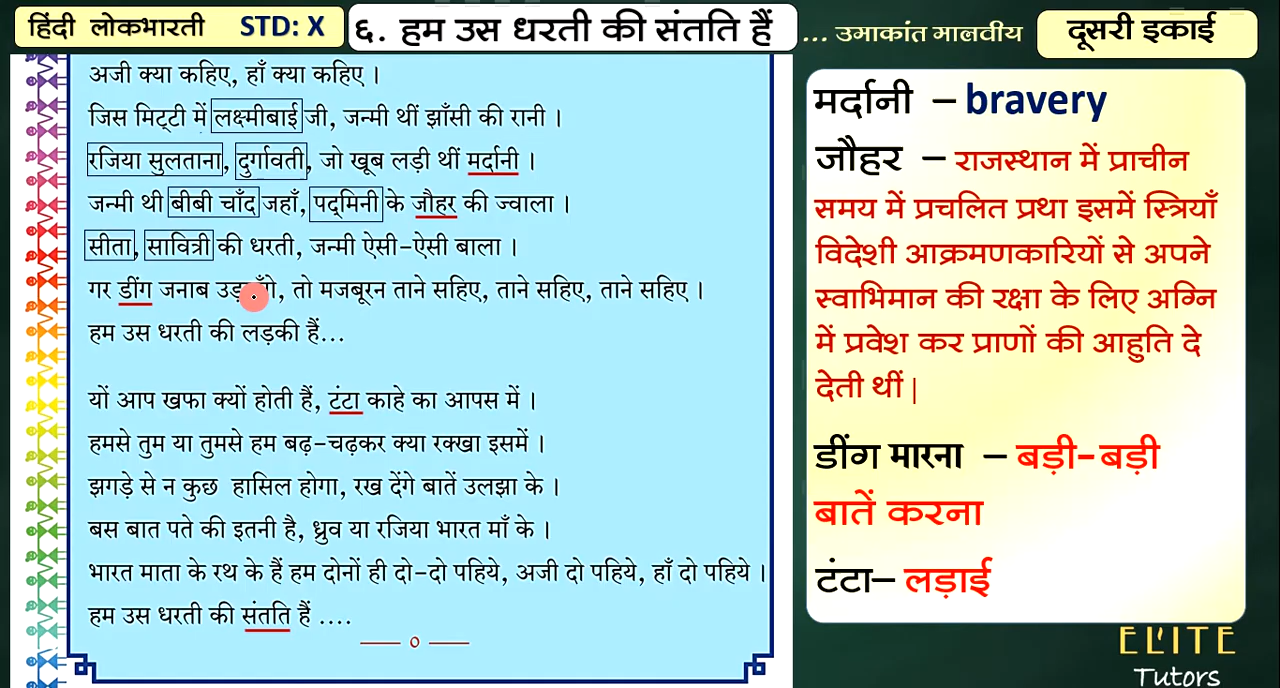 हिंदी लोकभारती STD: X
६. हम उस धरती की संतति हैं
... उमाकांत मालवीय
दूसरी इकाई
अजी क्या कहिए, हाँ क्या कहिए ।
जिस मिट्टी में लक्ष्मीबाई जी, जन्मी थीं झाँसी की रानी ।
रजिया सुलताना, दुर्गावती, जो खूब लड़ी थीं मर्दानी ।
जन्मी थी बीबी चाँद जहाँ, पद्मिनी के जौहर की ज्वाला ।
सीता, सावित्री की धरती, जन्मी ऐसी-ऐसी बाला ।
गर डींग जनाब तो मजबूरन ताने सहिए, ताने सहिए, ताने सहिए ।
हम उस धरती की लड़की हैं...
यों आप खफा क्यों होती हैं, टंटा काहे का आपस में ।
हमसे तुम या तुमसे हम बढ़-चढ़कर क्या रक्खा इसमें ।
झगड़े से न कुछ हासिल होगा, रख देंगे बातें उलझा के ।
बस बात पते की इतनी है, ध्रुव या रजिया भारत माँ के ।
भारत माता के रथ के हैं हम दोनों ही दो-दो पहिये, अजी दो पहिये, हाँ दो पहिये ।
हम उस धरती की संतति हैं ....
०
मर्दानी – bravery
जौहर – राजस्थान में प्राचीन
समय में प्रचलित प्रथा इसमें स्त्रियाँ
विदेशी आक्रमणकारियों से अपने
स्वाभिमान की रक्षा के लिए अग्नि
में प्रवेश कर प्राणों की आहुति दे
देती थीं |
डींग मारना – बड़ी-बड़ी
बातें करना
टंटा– लड़ाई
ELITE
Tutors